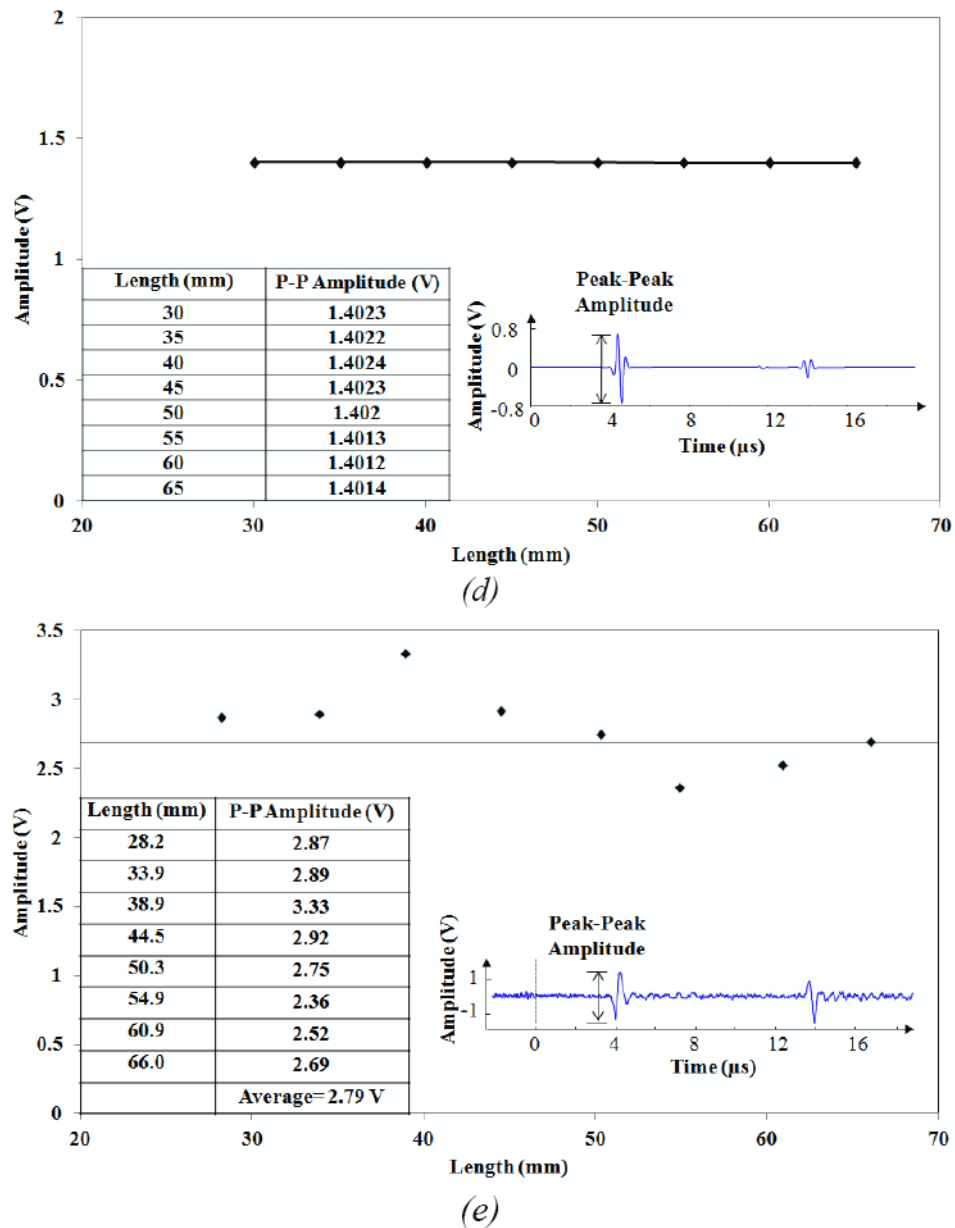 2
1.5
1
0.5
0
Amplitude (V)
Length (mm) P-P Amplitude (V)
30 1.4023
35 1.4022
40 1.4024
45 1.4023
50 1.402
55 1.4013
60 1.4012
65 1.4014
Peak-Peak
Amplitude
Amplitude (V)
0.8
0
-0.8
0 4 8 12 16
Time (µs)
20 30 40 50 60 70
Length (mm)
(d)
3.5
3
2.5
2
1.5
1
0.5
0
Amplitude (V)
Length (mm) P-P Amplitude (V)
28.2 2.87
33.9 2.89
38.9 3.33
44.5 2.92
50.3 2.75
54.9 2.36
60.9 2.52
66.0 2.69
Average= 2.79 V
Peak-Peak
Amplitude
Amplitude (V)
1
-1
0 4 8 12 16
Time (µs)
20 30 40 50 60 70
Length (mm)
(e)